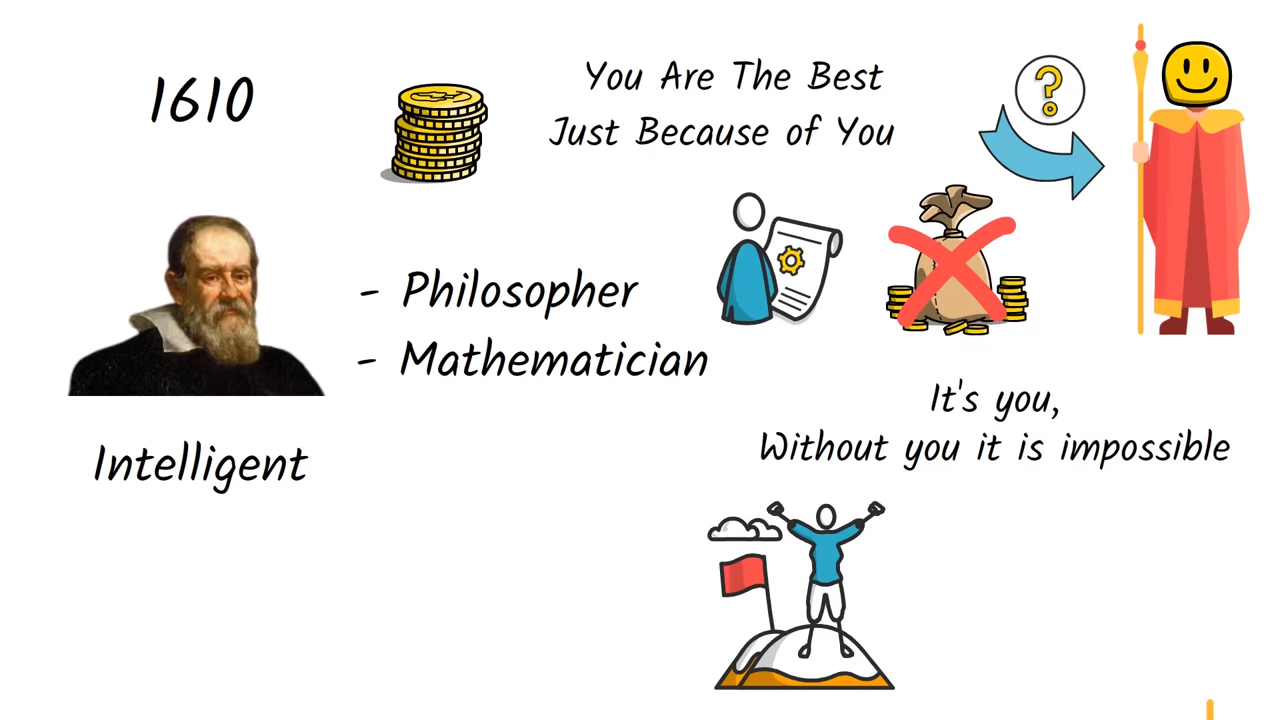 1610
You Are The Best
Just Because of You
?
- Philosopher
- Mathematician
It's you,
Without you it is impossible
Intelligent